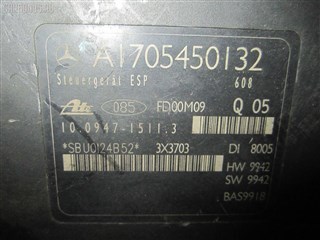 A1705450132
Steuergerät ESP 608
Ate 085 FD00M09 Q 05
10.0947-1511.3
*SBU0124B52* 3X3703 DI 8005
HW 9942
SW 9942
BAS9918